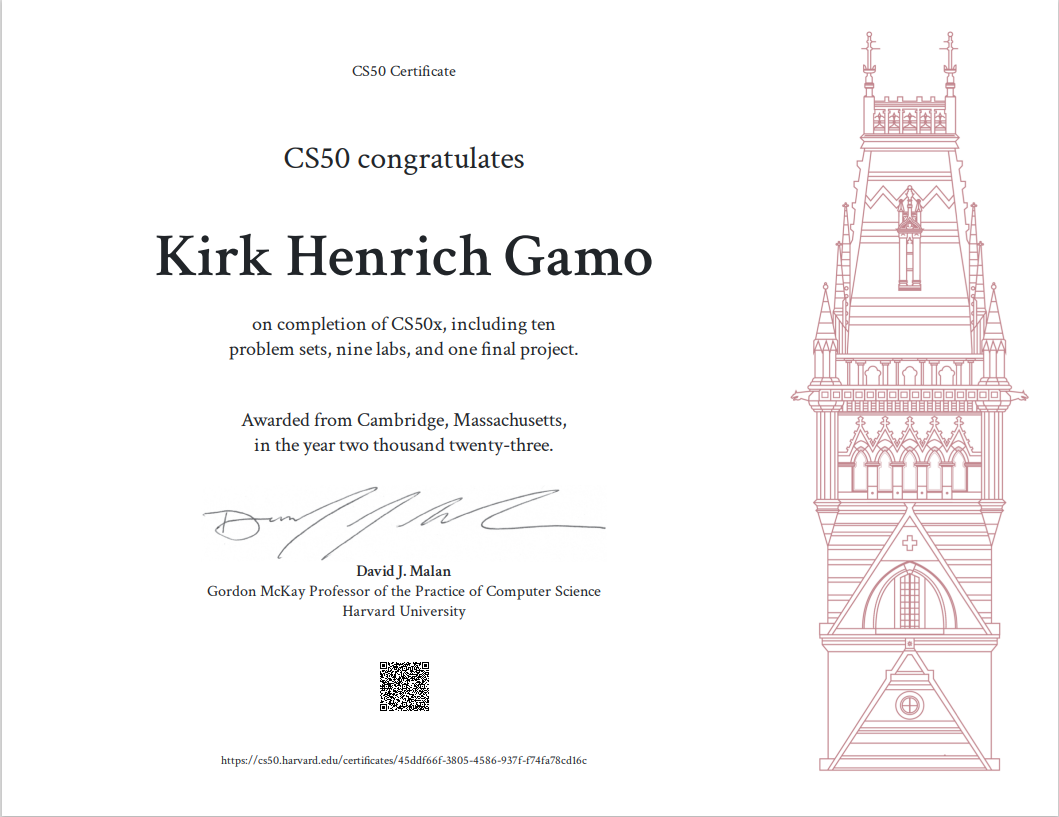 CS50 Certificate
CS50 congratulates
Kirk Henrich Gamo
on completion of CS50x, including ten
problem sets, nine labs, and one final project.
Awarded from Cambridge, Massachusetts,
in the year two thousand twenty-three.
David J. Malan
Gordon McKay Professor of the Practice of Computer Science
Harvard University
https://cs50.harvard.edu/certificates/45ddf66f-3805-4586-937f-f74fa78cd16c